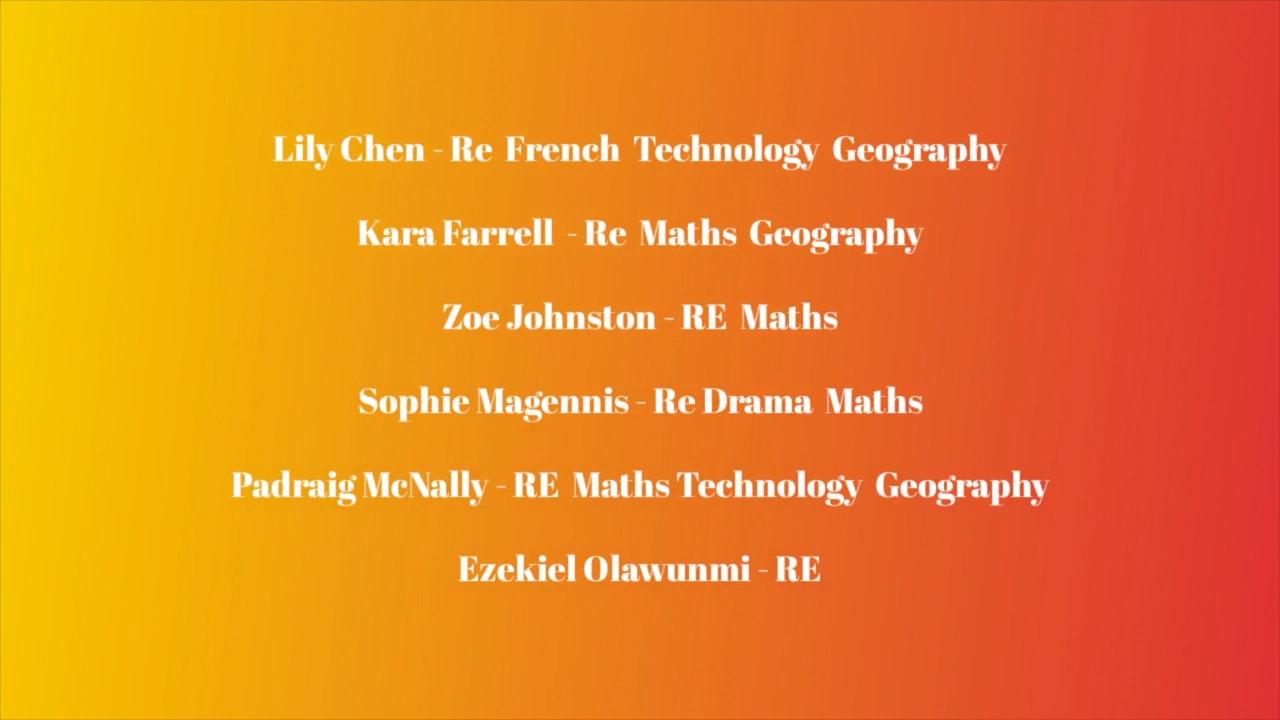 Lily Chen - Re French Technology Geography
Kara Farrell - Re Maths Geography
Zoe Johnston - RE Maths
Sophie Magennis - Re Drama Maths
Padraig McNally - RE Maths Technology Geography
Ezekiel Olawunmi - RE